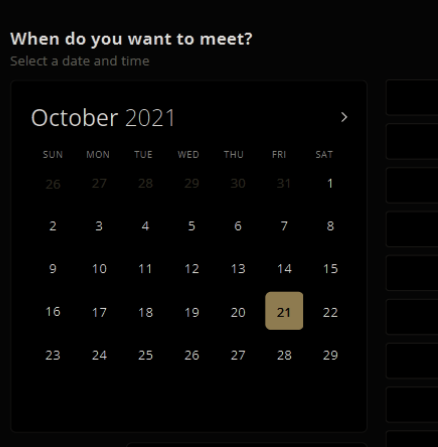 When do you want to meet?
Select a date and time
October 2021
SUN MON TUE WED THU FRI SAT
26 27 28 29 30 31 1
2 3 4 5 6 7 8
9 10 11 12 13 14 15
16 17 18 19 20 21 22
23 24 25 26 27 28 29